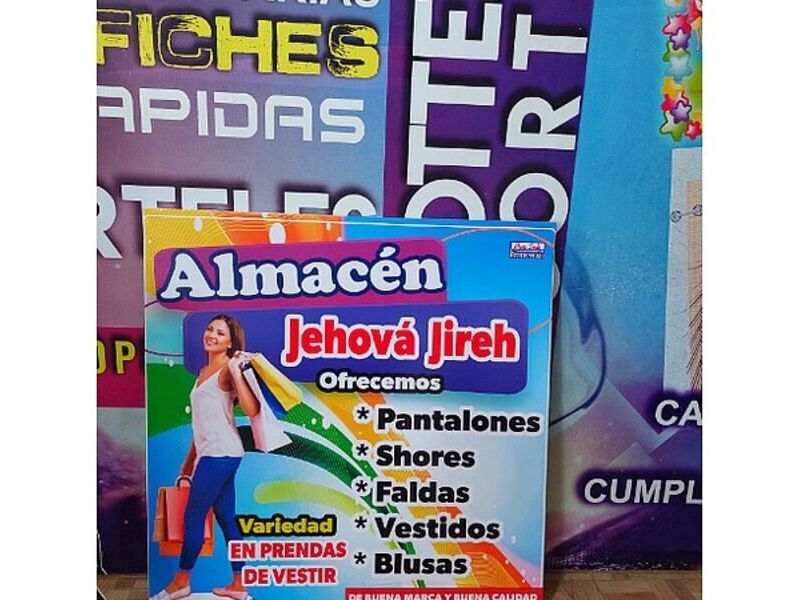 FICHES
APIDAS
RTELES
OTTE
ORT
OP
CA
CUMPL
Almacén
Jehová Jireh
Ofrecemos
* Pantalones
* Shores
* Faldas
* Vestidos
* Blusas
Variedad
EN PRENDAS
DE VESTIR
DE BUENA MARCA Y BUENA CALIDAD